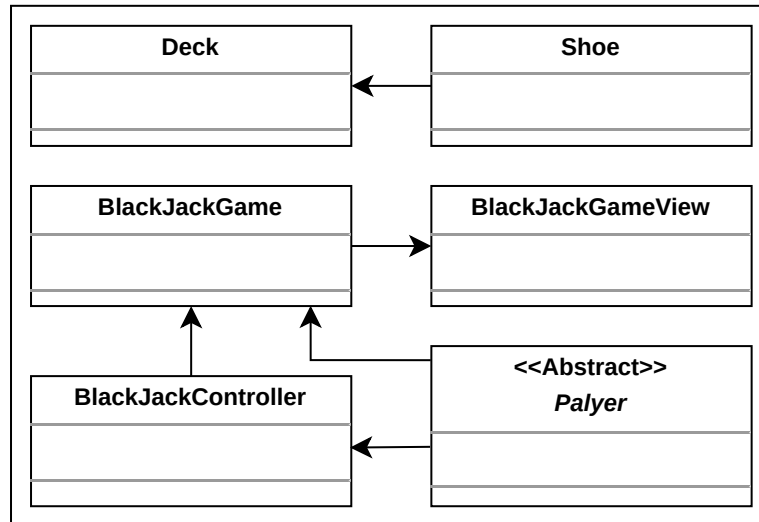 Deck
Shoe
BlackJackGame
BlackJackGameView
BlackJackController
<<Abstract>>
Palyer